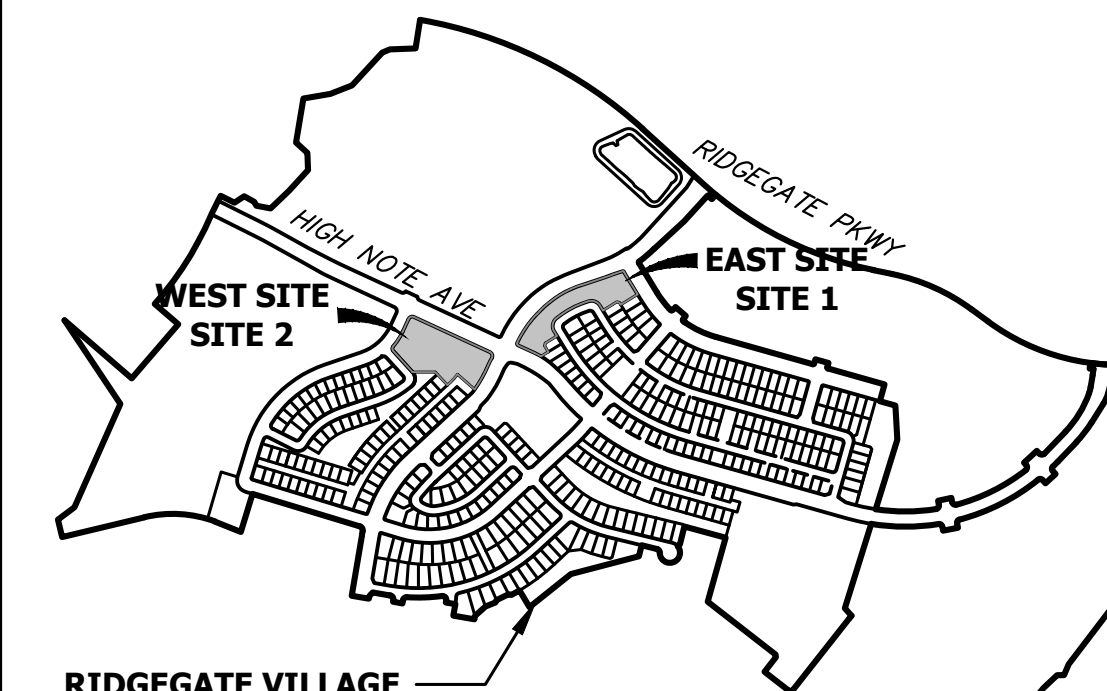 RIDGEGATE PKWY
HIGH NOTE AVE
EAST SITE
SITE 1
WEST SITE
SITE 2
RIDGEGATE VILLAGE